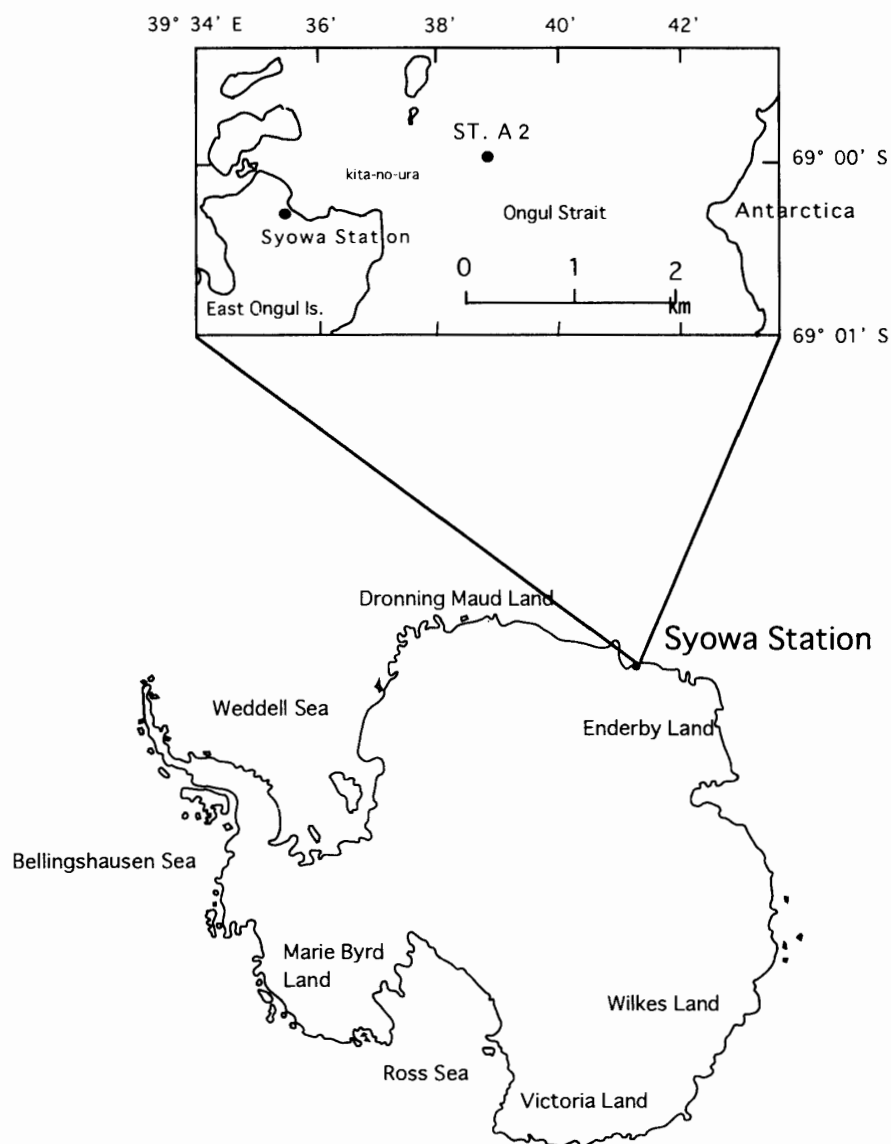 39° 34' E 36' 38' 40' 42'
ST. A 2
69° 00' S
kita-no-ura
Ongul Strait
Antarctica
Syowa Station
0 1 2
km
East Ongul Is.
69° 01' S
Dronning Maud Land
Syowa Station
Weddell Sea
Enderby Land
Bellingshausen Sea
Marie Byrd
Land
Wilkes Land
Ross Sea
Victoria Land